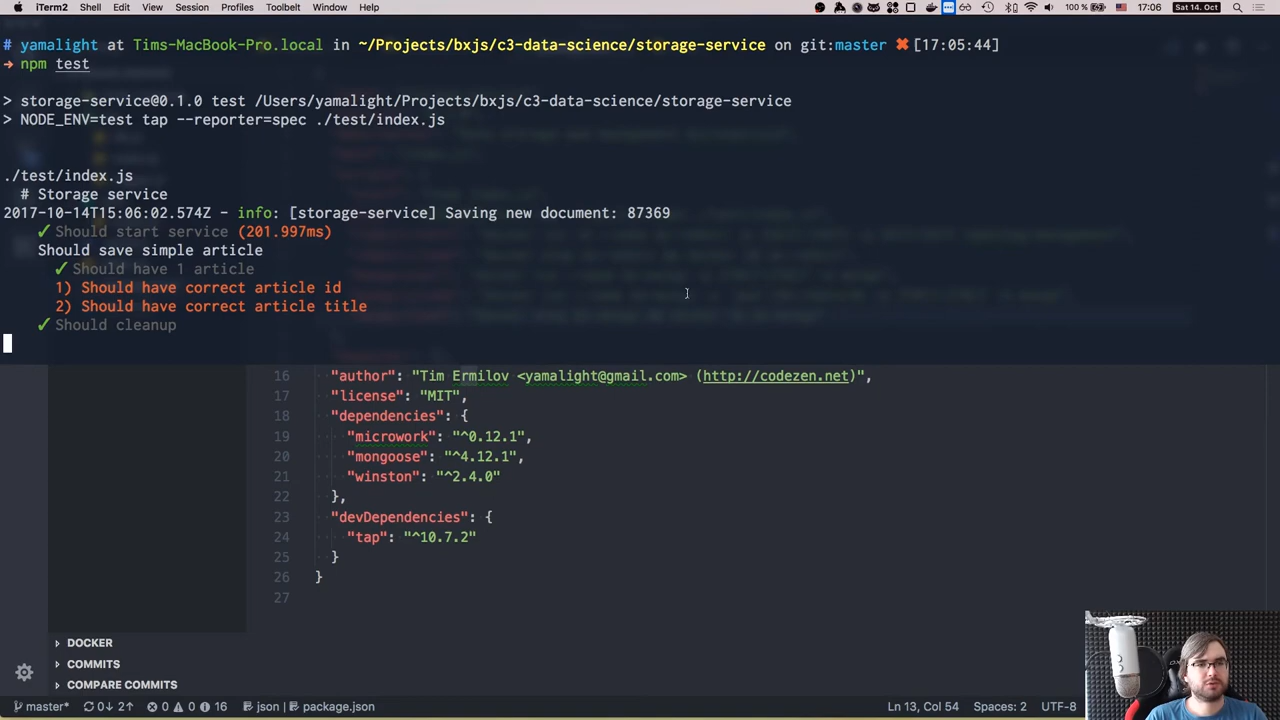 iTerm2 Shell Edit View Session Profiles Toolbelt Window Help 100 % 17:06 Sat 14. Oct
# yamalight at Tims-MacBook-Pro.local in ~/Projects/bxjs/c3-data-science/storage-service on git:master ✖[17:05:44]
➜ npm test
> storage-service@0.1.0 test /Users/yamalight/Projects/bxjs/c3-data-science/storage-service
> NODE_ENV=test tap --reporter=spec ./test/index.js
./test/index.js
# Storage service
2017-10-14T15:06:02.574Z - info: [storage-service] Saving new document: 87369
✓ Should start service (201.997ms)
Should save simple article
✓ Should have 1 article
1) Should have correct article id
2) Should have correct article title
✓ Should cleanup
16 "author": "Tim Ermilov <yamalight@gmail.com> (http://codezen.net)",
17 "license": "MIT",
18 "dependencies": {
19 "microwork": "^0.12.1",
20 "mongoose": "^4.12.1",
21 "winston": "^2.4.0"
22 },
23 "devDependencies": {
24 "tap": "^10.7.2"
25 }
26 }
27
DOCKER
COMMITS
COMPARE COMMITS
master* 0↓ 2↑ 0 0 16 json package.json Ln 13, Col 54 Spaces: 2 UTF-8